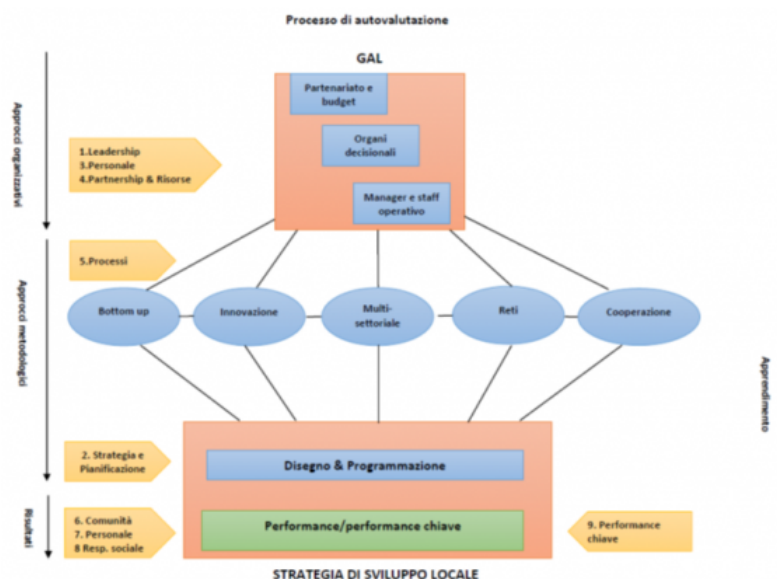 Processo di autovalutazione
GAL
Partenariato e
budget
Organi
decisionali
Manager e staff
operativo
Approcci organizzativi
1.Leadership
3.Personale
4.Partnership & Risorse
5.Processi
Approcci metodologici
Bottom up
Innovazione
Multi-
settoriale
Reti
Cooperazione
Apprendimento
2. Strategia e
Pianificazione
Disegno & Programmazione
Risultati
6. Comunità
7. Personale
8 Resp. sociale
Performance/performance chiave
9. Performance
chiave
STRATEGIA DI SVILUPPO LOCALE